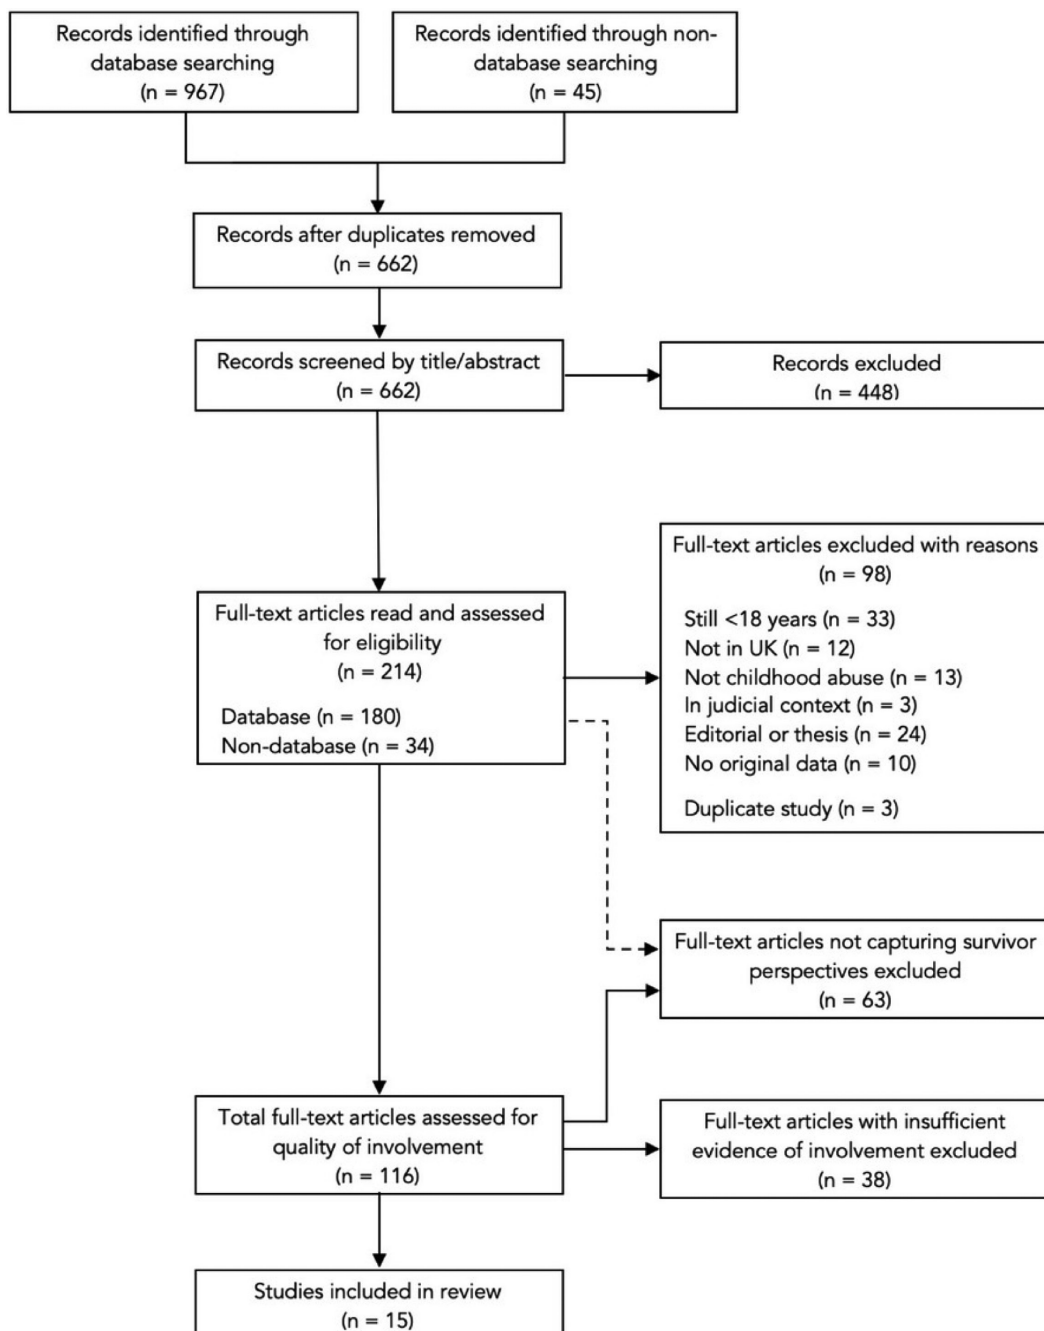 Records identified through
database searching
(n = 967)
Records identified through non-
database searching
(n = 45)
Records after duplicates removed
(n = 662)
Records screened by title/abstract
(n = 662)
Records excluded
(n = 448)
Full-text articles read and assessed
for eligibility
(n = 214)
Database (n = 180)
Non-database (n = 34)
Full-text articles excluded with reasons
(n = 98)
Still <18 years (n = 33)
Not in UK (n = 12)
Not childhood abuse (n = 13)
In judicial context (n = 3)
Editorial or thesis (n = 24)
No original data (n = 10)
Duplicate study (n = 3)
Full-text articles not capturing survivor
perspectives excluded
(n = 63)
Total full-text articles assessed for
quality of involvement
(n = 116)
Full-text articles with insufficient
evidence of involvement excluded
(n = 38)
Studies included in review
(n = 15)